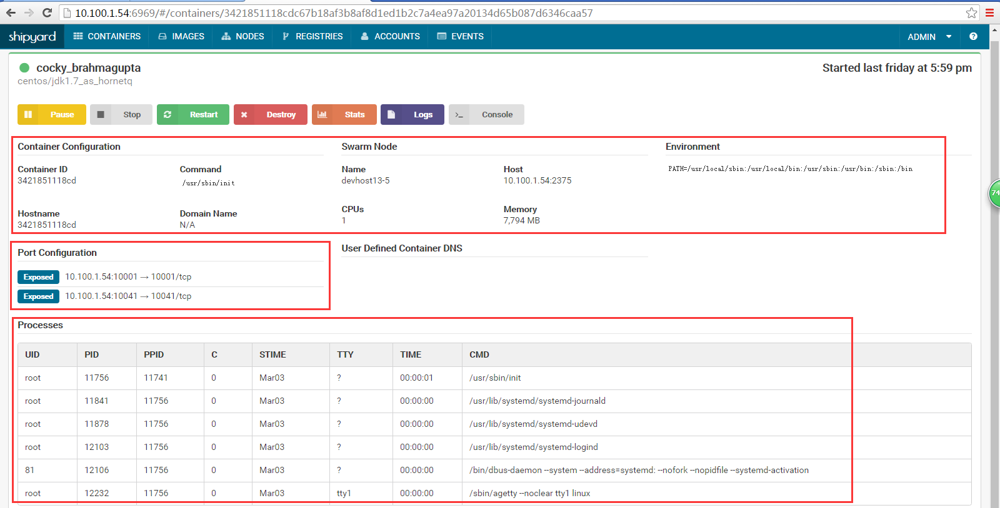 10.100.1.54:6969/#/containers/3421851118cdc67b18af3b8af8d1ed1b2c7a4ea97a20134d65b087d6346caa57
shipyard CONTAINERS IMAGES NODES REGISTRIES ACCOUNTS EVENTS ADMIN ?
cocky_brahmagupta Started last friday at 5:59 pm
centos/jdk1.7_as_hornetq
Pause Stop Restart Destroy Stats Logs Console
Container Configuration Swarm Node Environment
Container ID Command Name Host PATH=/usr/local/sbin:/usr/local/bin:/usr/sbin:/usr/bin:/sbin:/bin
3421851118cd /usr/sbin/init devhost13-5 10.100.1.54:2375
Hostname Domain Name CPUs Memory
3421851118cd N/A 1 7,794 MB
74
Port Configuration User Defined Container DNS
Exposed 10.100.1.54:10001 → 10001/tcp
Exposed 10.100.1.54:10041 → 10041/tcp
Processes
UID PID PPID C STIME TTY TIME CMD
root 11756 11741 0 Mar03 ? 00:00:01 /usr/sbin/init
root 11841 11756 0 Mar03 ? 00:00:00 /usr/lib/systemd/systemd-journald
root 11878 11756 0 Mar03 ? 00:00:00 /usr/lib/systemd/systemd-udevd
root 12103 11756 0 Mar03 ? 00:00:00 /usr/lib/systemd/systemd-logind
81 12106 11756 0 Mar03 ? 00:00:00 /bin/dbus-daemon --system --address=systemd: --nofork --nopidfile --systemd-activation
root 12232 11756 0 Mar03 tty1 00:00:00 /sbin/agetty --noclear tty1 linux